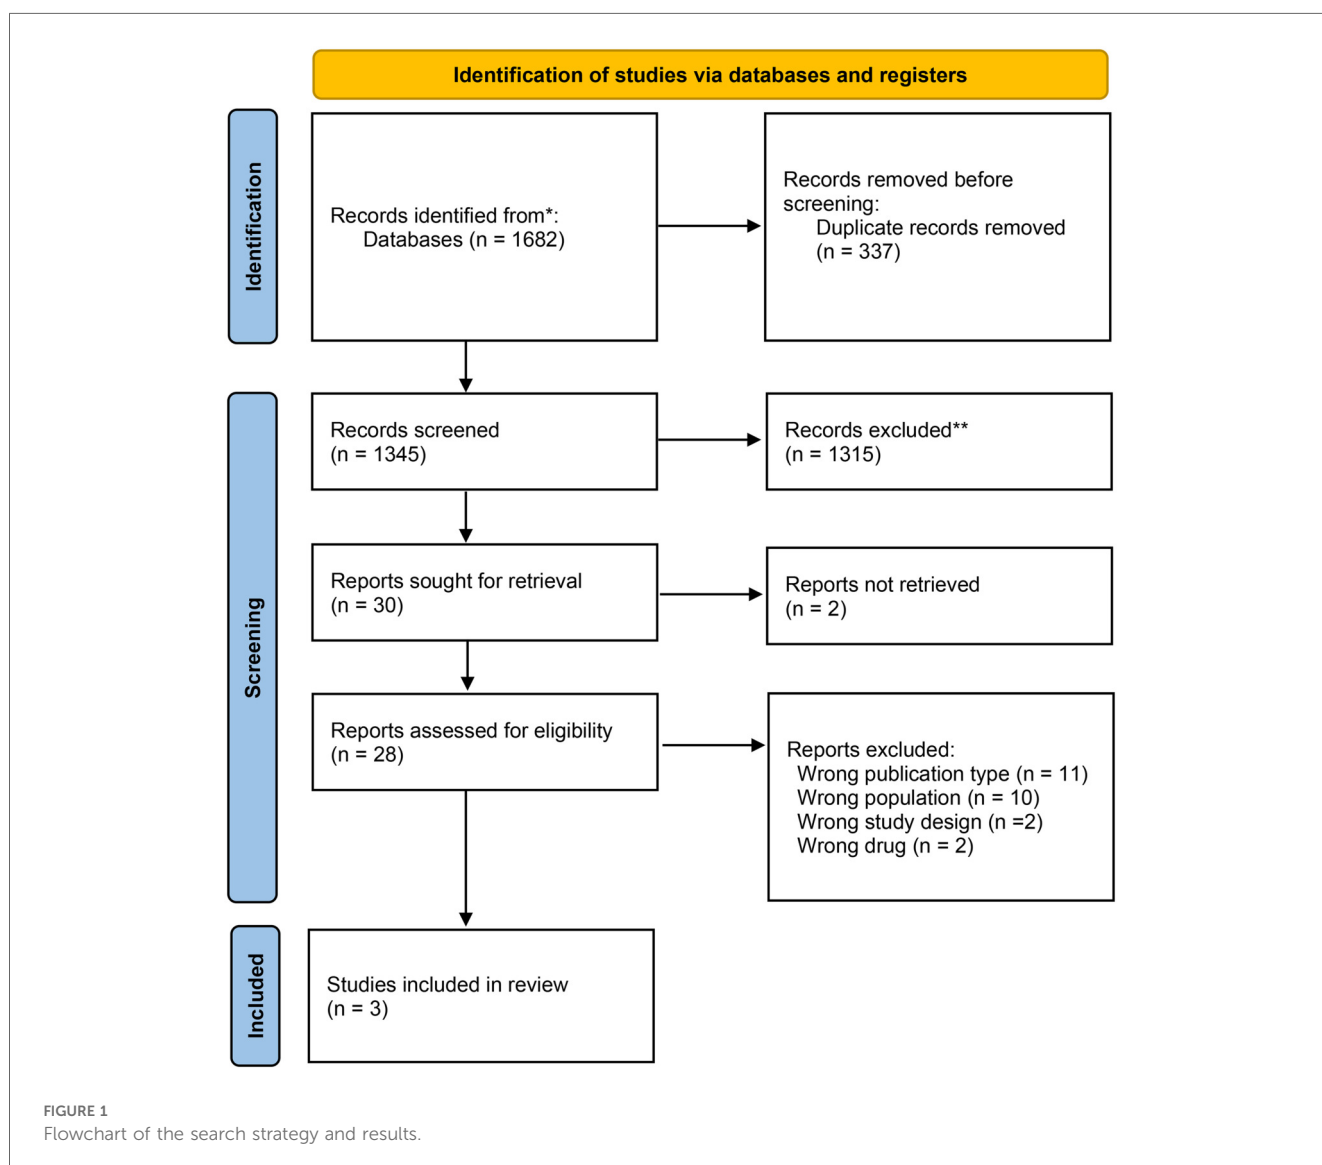 Identification of studies via databases and registers
Identification
Records identified from*:
Databases (n = 1682)
Records removed before
screening:
Duplicate records removed
(n = 337)
Screening
Records screened
(n = 1345)
Records excluded**
(n = 1315)
Reports sought for retrieval
(n = 30)
Reports not retrieved
(n = 2)
Reports assessed for eligibility
(n = 28)
Reports excluded:
Wrong publication type (n = 11)
Wrong population (n = 10)
Wrong study design (n =2)
Wrong drug (n = 2)
Included
Studies included in review
(n = 3)
FIGURE 1
Flowchart of the search strategy and results.